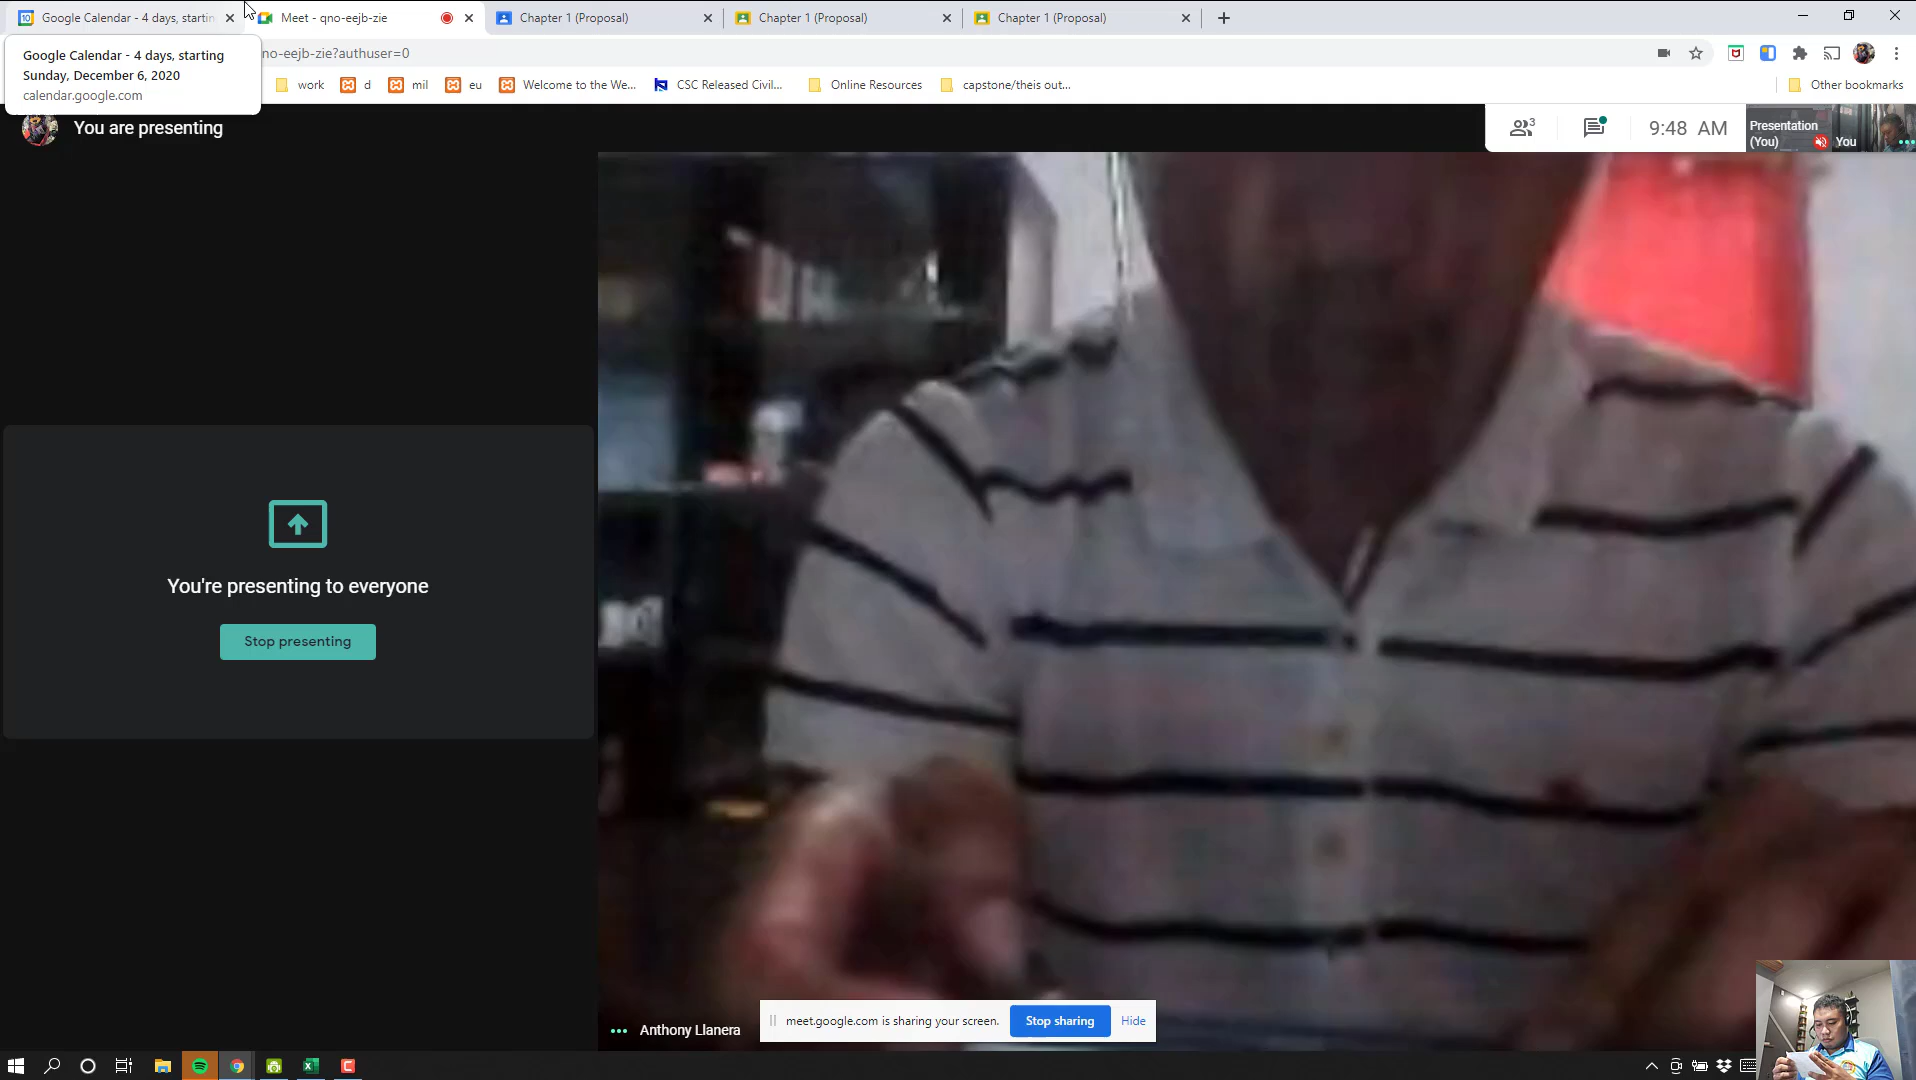 Google Calendar - 4 days, startin
Meet - qno-eejb-zie
Chapter 1 (Proposal)
Chapter 1 (Proposal)
Chapter 1 (Proposal)
Google Calendar - 4 days, starting
Sunday, December 6, 2020
calendar.google.com
no-eejb-zie?authuser=0
work
d
mil
eu
Welcome to the We...
CSC Released Civil...
Online Resources
capstone/theis out...
Other bookmarks
You are presenting
3
9:48 AM
Presentation
(You)
You
You're presenting to everyone
Stop presenting
meet.google.com is sharing your screen.
Stop sharing
Hide
Anthony Llanera